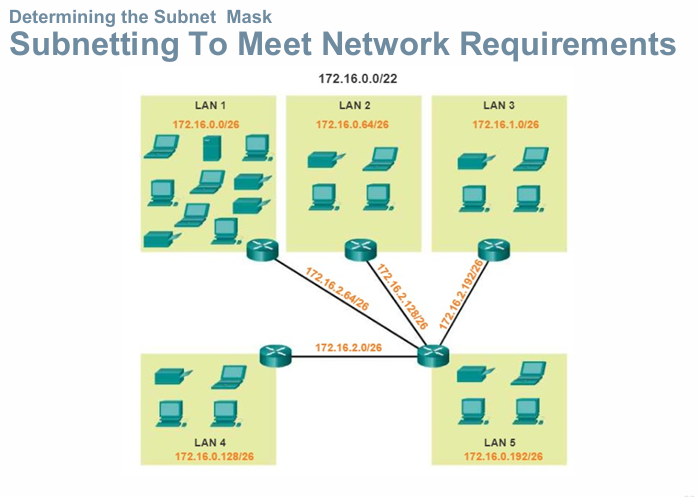 Determining the Subnet Mask
Subnetting To Meet Network Requirements
172.16.0.0/22
LAN 1
172.16.0.0/26
LAN 2
172.16.0.64/26
LAN 3
172.16.1.0/26
172.16.2.64/26
172.16.2.128/26
172.16.2.192/26
172.16.2.0/26
LAN 4
172.16.0.128/26
LAN 5
172.16.0.192/26